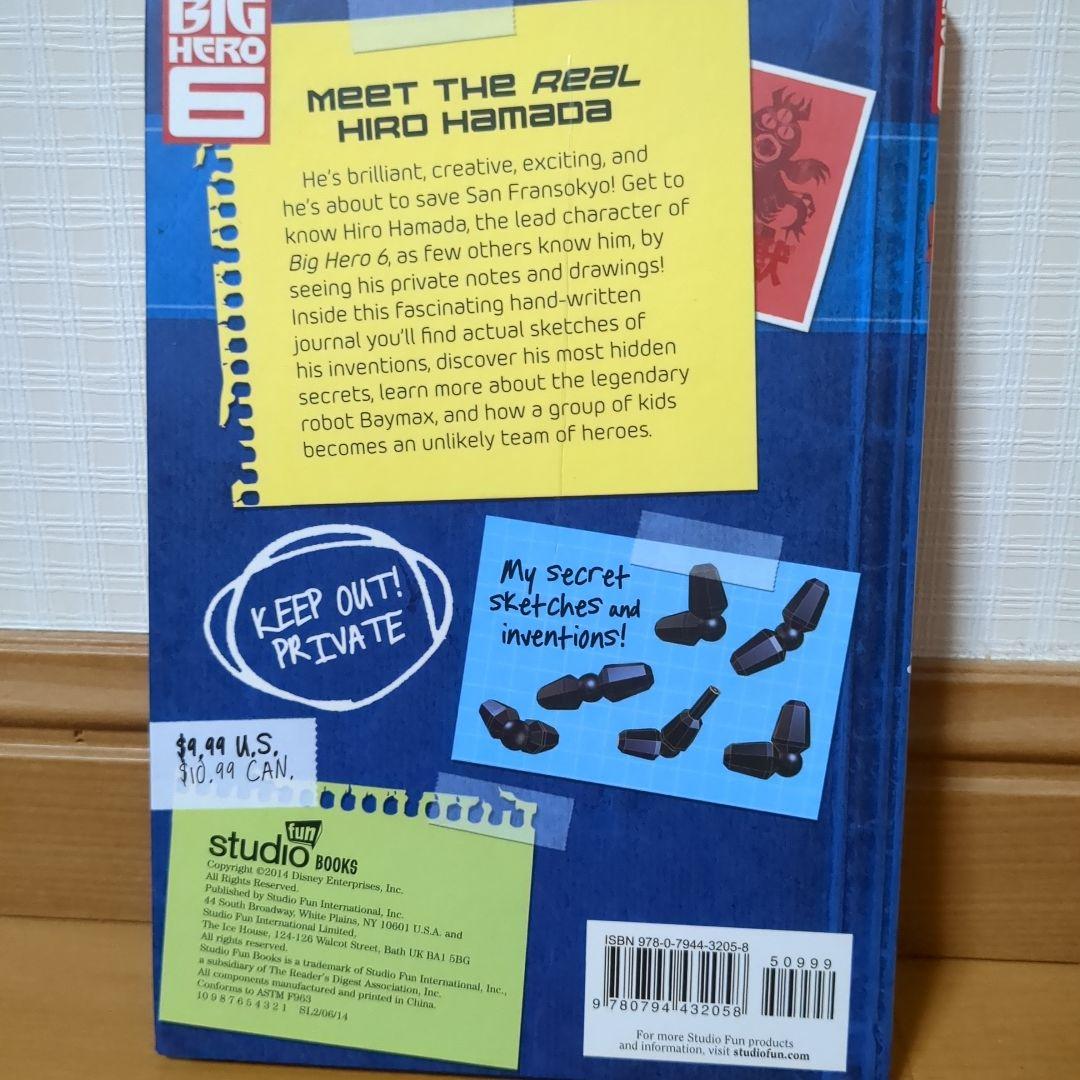 BIG
HERO
6
MEET THE REAL
HIRO HAMADA
He's brilliant, creative, exciting, and
he's about to save San Fransokyo! Get to
know Hiro Hamada, the lead character of
Big Hero 6, as few others know him, by
seeing his private notes and drawings!
Inside this fascinating hand-written
journal you'll find actual sketches of
his inventions, discover his most hidden
secrets, learn more about the legendary
robot Baymax, and how a group of kids
becomes an unlikely team of heroes.
KEEP OUT!
PRIVATE
My secret
sketches and
inventions!
$9.99 U.S.
$10.99 CAN.
studio fun BOOKS
Copyright ©2014 Disney Enterprises, Inc.
All Rights Reserved.
Published by Studio Fun International, Inc.
44 South Broadway, White Plains, NY 10601 U.S.A. and
Studio Fun International Limited,
The Ice House, 124-126 Walcot Street, Bath UK BA1 5BG
All rights reserved.
Studio Fun Books is a trademark of Studio Fun International, Inc.,
a subsidiary of The Reader's Digest Association, Inc.
All components manufactured and printed in China.
Conforms to ASTM F963
10 9 8 7 6 5 4 3 2 1 SL2/06/14
ISBN 978-0-7944-3205-8
50999
9 780794 432058
For more Studio Fun products
and information, visit studiofun.com